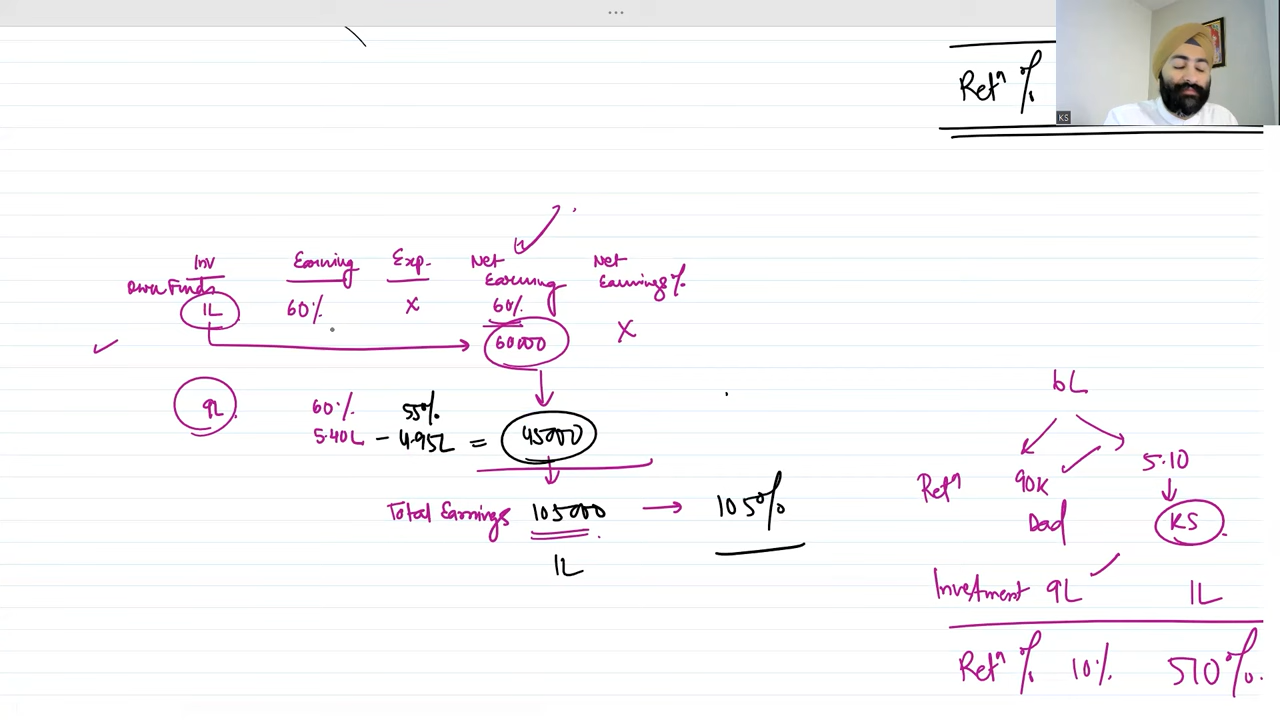 Retⁿ %
KS
Inv Earning Exp. Net Earning Net Earnings %
Own Funds
1L 60% X 60%
60000 X
9L 60% 55%
5.40L - 4.95L = 45000
Total Earnings 105000 → 105%
1L
6L
Retⁿ 90K 5.10
Dad KS
Investment 9L 1L
Retⁿ % 10% 510%.